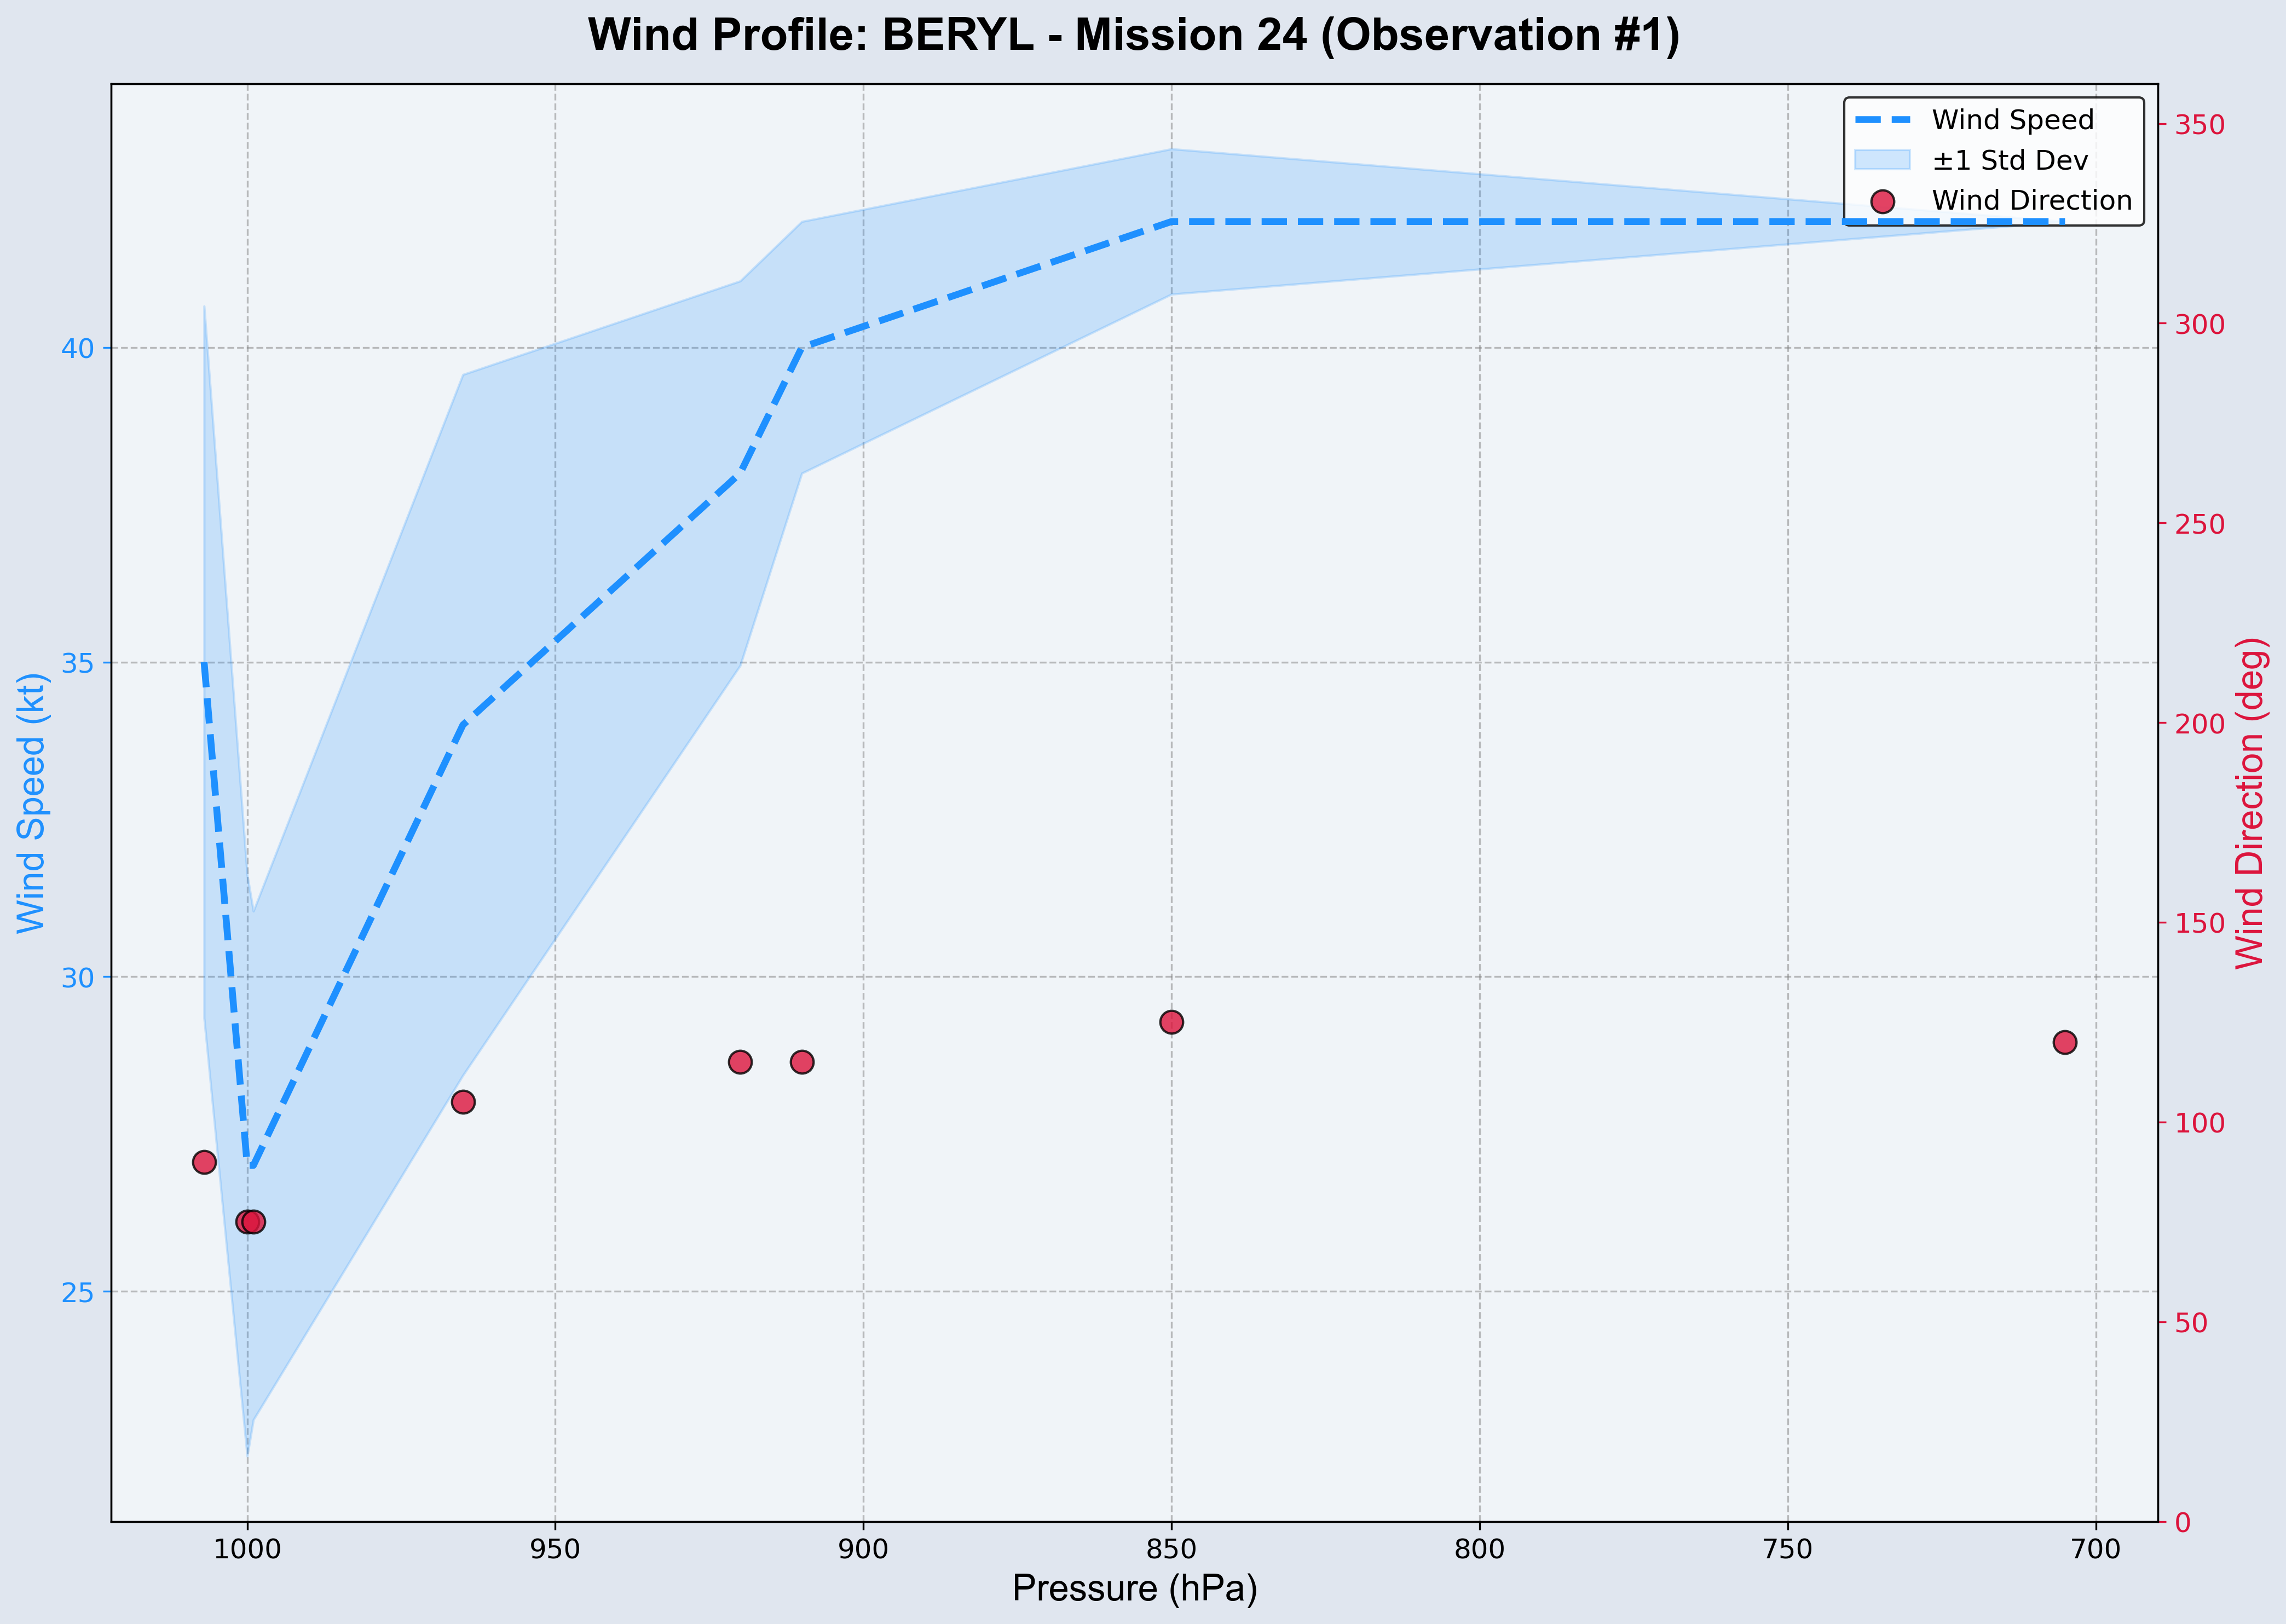 Wind Profile: BERYL - Mission 24 (Observation #1)
Wind Speed
±1 Std Dev
Wind Direction
Wind Speed (kt)
40
35
30
25
350
300
250
200
150
100
50
0
Wind Direction (deg)
1000 950 900 850 800 750 700
Pressure (hPa)